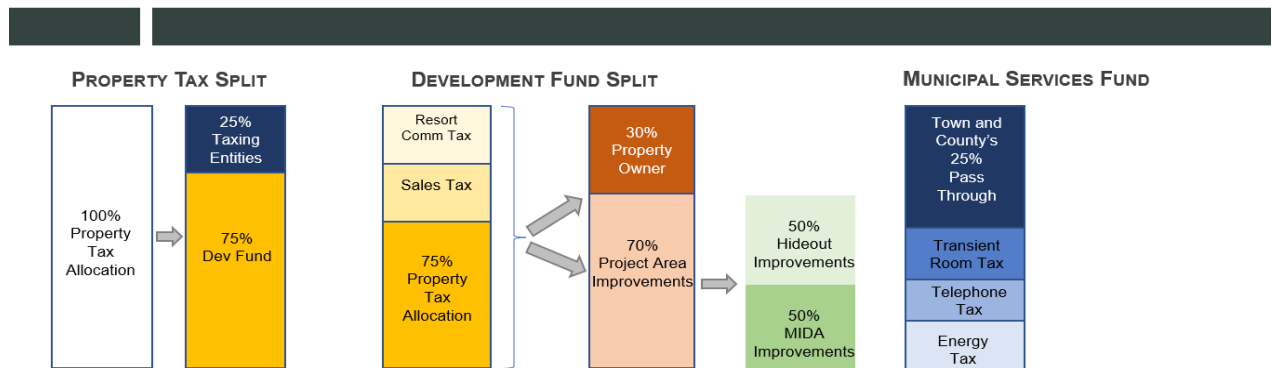 PROPERTY TAX SPLIT
100%
Property
Tax
Allocation
25%
Taxing
Entities
75%
Dev Fund
DEVELOPMENT FUND SPLIT
Resort
Comm Tax
Sales Tax
75%
Property
Tax
Allocation
30%
Property
Owner
70%
Project Area
Improvements
50%
Hideout
Improvements
50%
MIDA
Improvements
MUNICIPAL SERVICES FUND
Town and
County's
25%
Pass
Through
Transient
Room Tax
Telephone
Tax
Energy
Tax